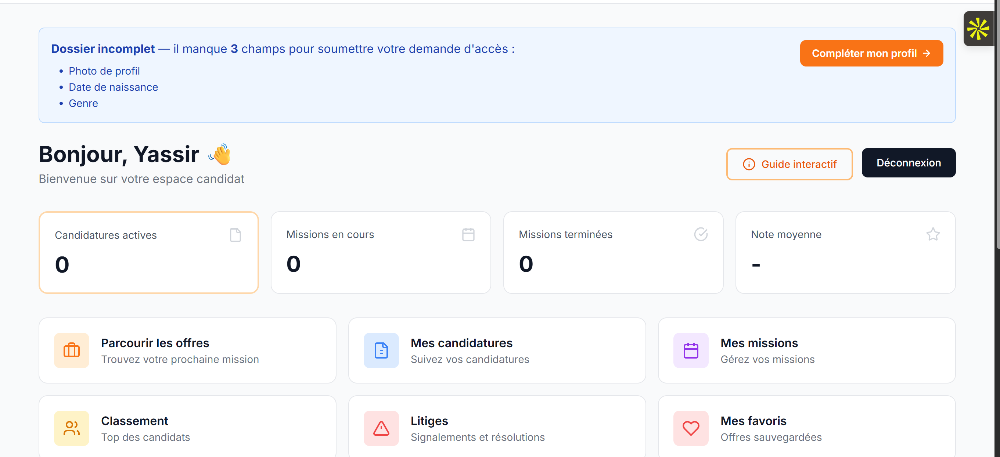 Dossier incomplet — il manque 3 champs pour soumettre votre demande d'accès :
Compléter mon profil →
• Photo de profil
• Date de naissance
• Genre
Bonjour, Yassir 👋
Bienvenue sur votre espace candidat
Guide interactif
Déconnexion
Candidatures actives
0
Missions en cours
0
Missions terminées
0
Note moyenne
-
Parcourir les offres
Trouvez votre prochaine mission
Mes candidatures
Suivez vos candidatures
Mes missions
Gérez vos missions
Classement
Top des candidats
Litiges
Signalements et résolutions
Mes favoris
Offres sauvegardées